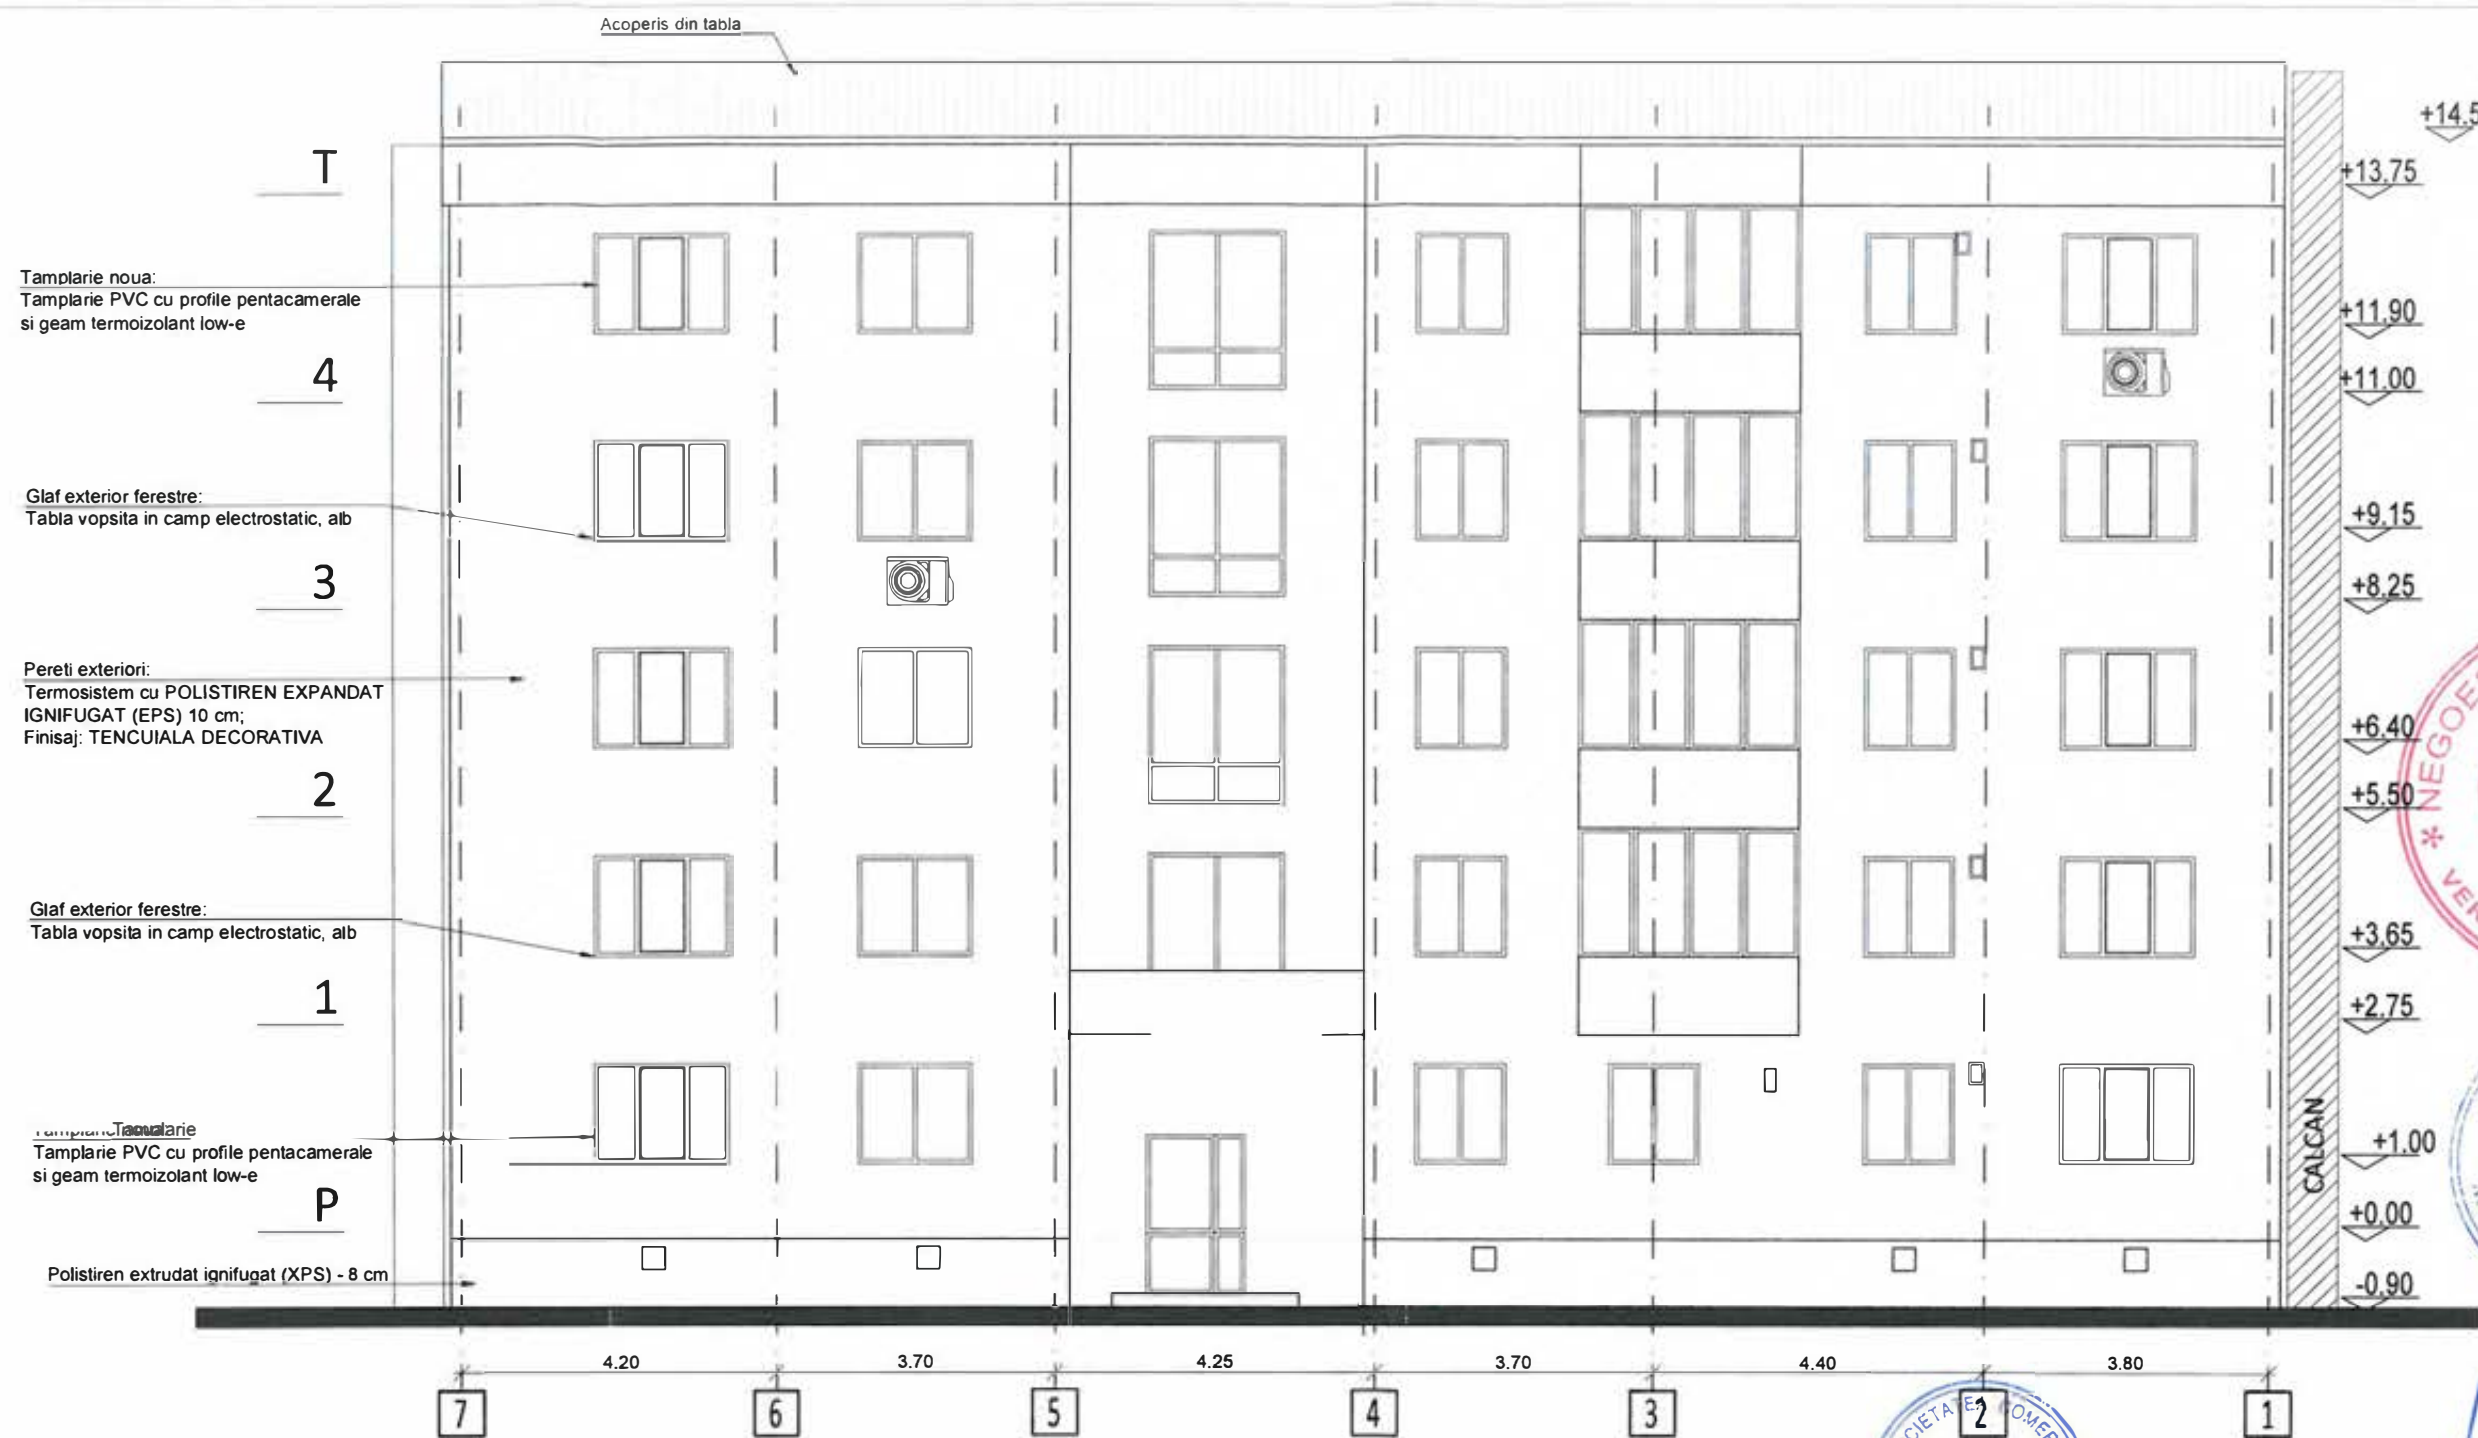 Acoperis din tabla
T
Tamplarie noua:
Tamplarie PVC cu profile pentacamerale
si geam termoizolant low-e
4
Glaf exterior ferestre:
Tabla vopsita in camp electrostatic, alb
3
Pereti exteriori:
Termosistem cu POLISTIREN EXPANDAT
IGNIFUGAT (EPS) 10 cm;
Finisaj: TENCUIALA DECORATIVA
2
Glaf exterior ferestre:
Tabla vopsita in camp electrostatic, alb
1
Tamplarie PVC cu profile pentacamerale
si geam termoizolant low-e
P
Polistiren extrudat ignifugat (XPS) - 8 cm
+14.5
+13.75
+11.90
+11.00
+9.15
+8.25
+6.40
+5.50
+3.65
+2.75
+1.00
+0.00
-0.90
CALCAN
* NEGOE
VER
4.20 3.70 4.25 3.70 4.40 3.80
7 6 5 4 3 2 1
CIETATEA COMER